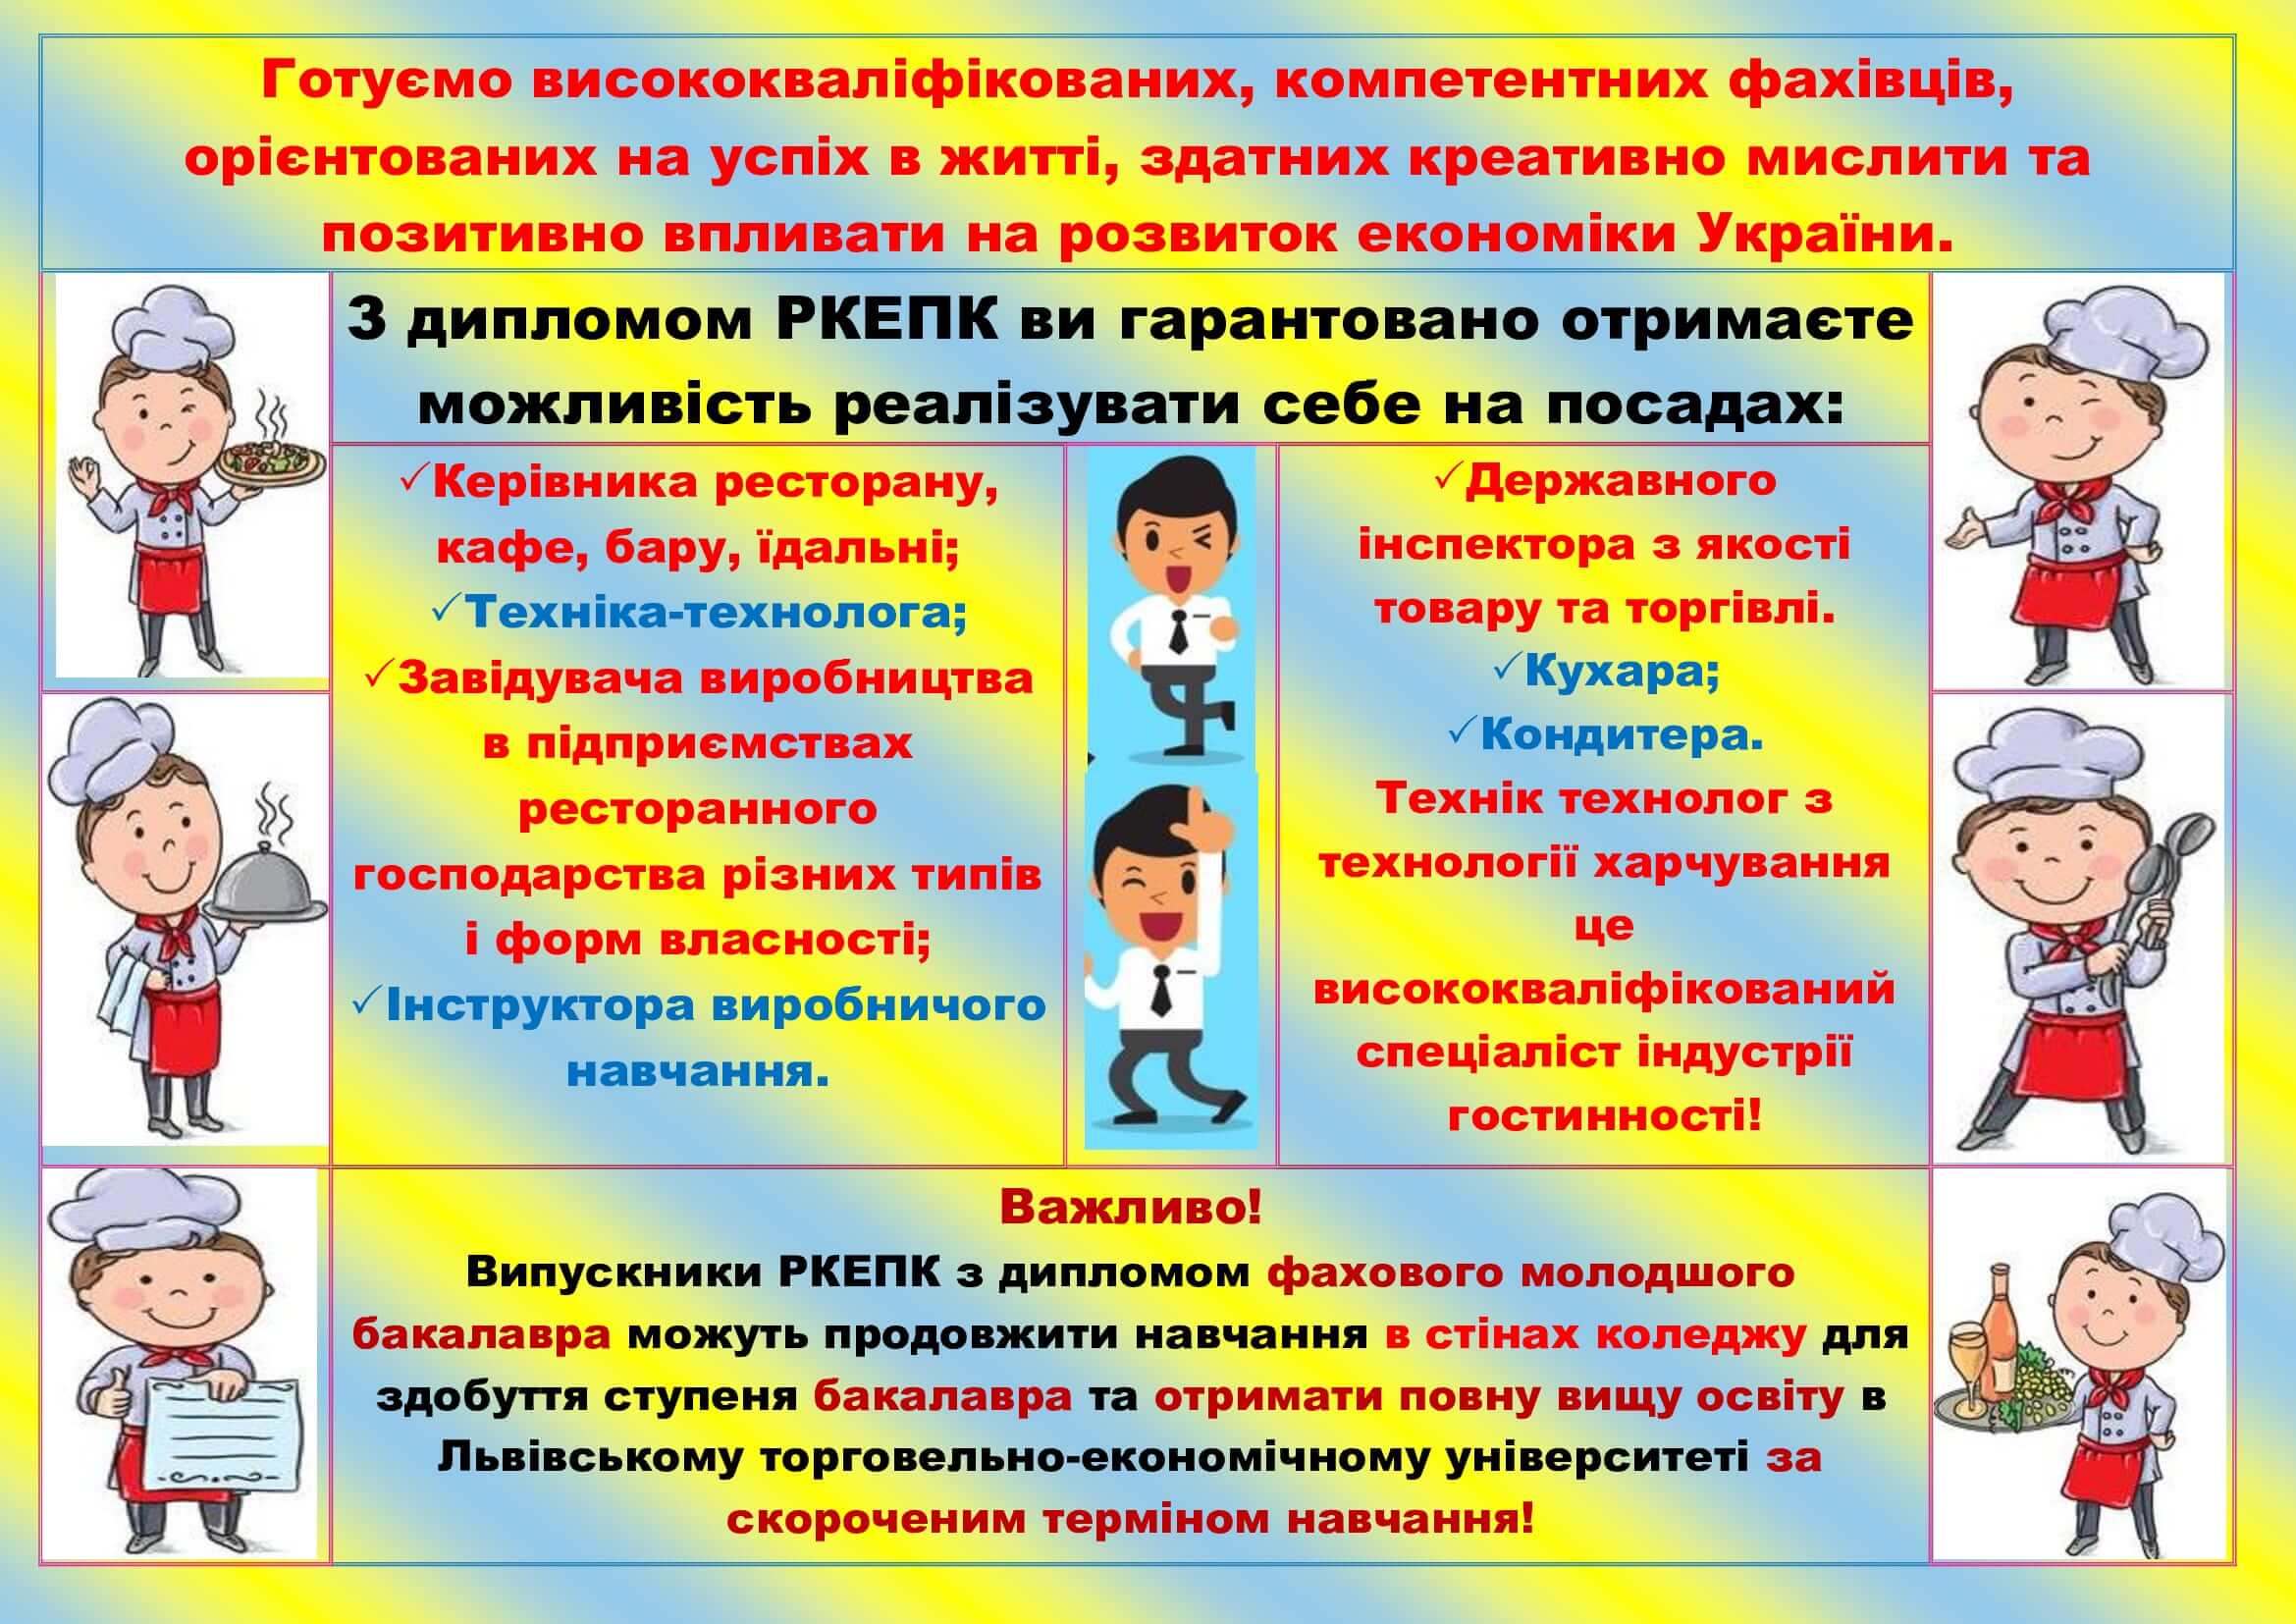 Готуємо висококваліфікованих, компетентних фахівців,
орієнтованих на успіх в житті, здатних креативно мислити та
позитивно впливати на розвиток економіки України.
З дипломом РКЕПК ви гарантовано отримаєте
можливість реалізувати себе на посадах:
✓Керівника ресторану,
кафе, бару, їдальні;
✓Техніка-технолога;
✓Завідувача виробництва
в підприємствах
ресторанного
господарства різних типів
і форм власності;
✓Інструктора виробничого
навчання.
✓Державного
інспектора з якості
товару та торгівлі.
✓Кухара;
✓Кондитера.
Технік технолог з
технології харчування
це
висококваліфікований
спеціаліст індустрії
гостинності!
Важливо!
Випускники РКЕПК з дипломом фахового молодшого
бакалавра можуть продовжити навчання в стінах коледжу для
здобуття ступеня бакалавра та отримати повну вищу освіту в
Львівському торговельно-економічному університеті за
скороченим терміном навчання!